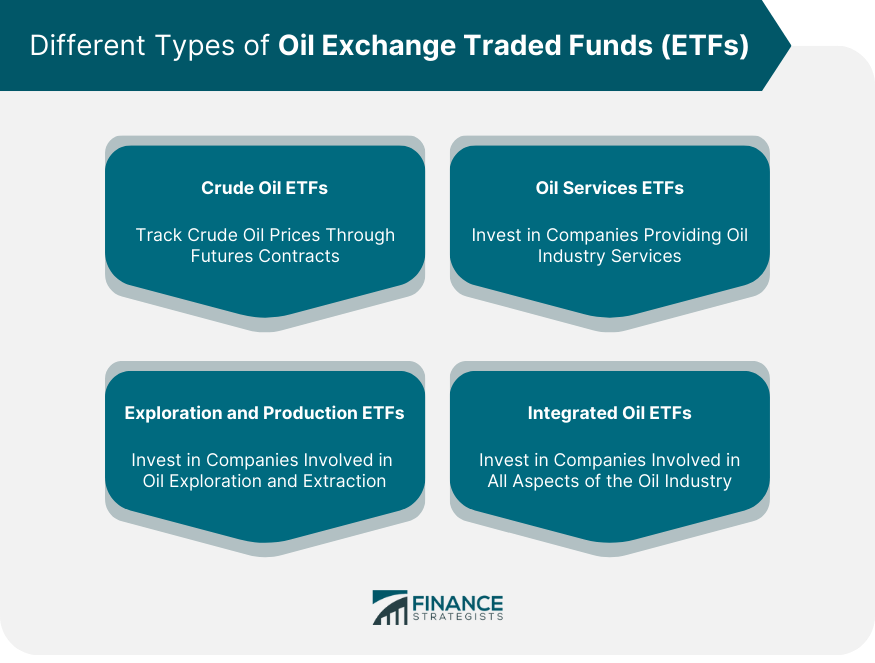 Different Types of Oil Exchange Traded Funds (ETFs)
Crude Oil ETFs
Track Crude Oil Prices Through
Futures Contracts
Oil Services ETFs
Invest in Companies Providing Oil
Industry Services
Exploration and Production ETFs
Invest in Companies Involved in
Oil Exploration and Extraction
Integrated Oil ETFs
Invest in Companies Involved in
All Aspects of the Oil Industry
FINANCE
STRATEGISTS